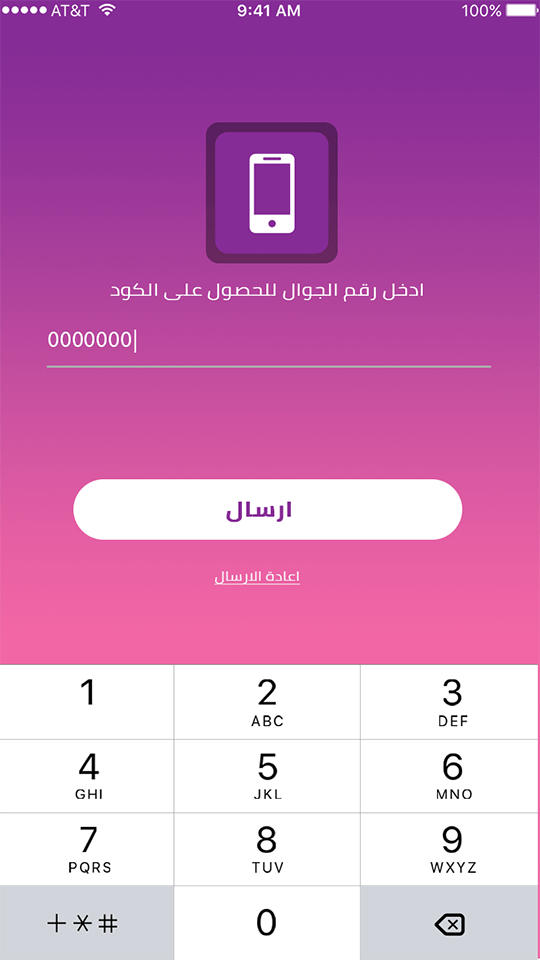 AT&T 9:41 AM 100%
ادخل رقم الجوال للحصول على الكود
0000000
ارسال
اعادة الارسال
1 2 3
ABC DEF
4 5 6
GHI JKL MNO
7 8 9
PQRS TUV WXYZ
+*# 0